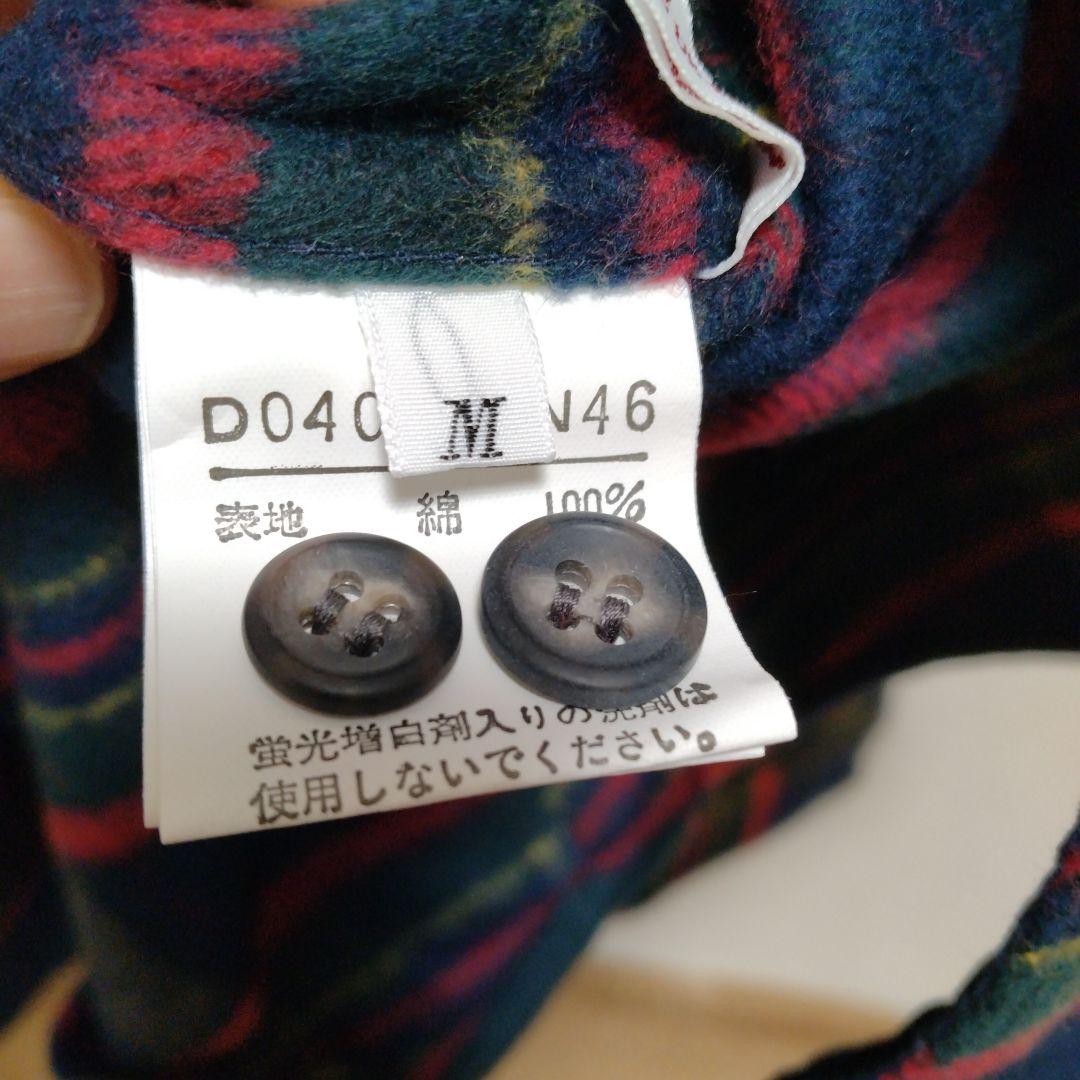 D040 M N46
表地 綿 100%
蛍光増白剤入りの洗剤は
使用しないでください。